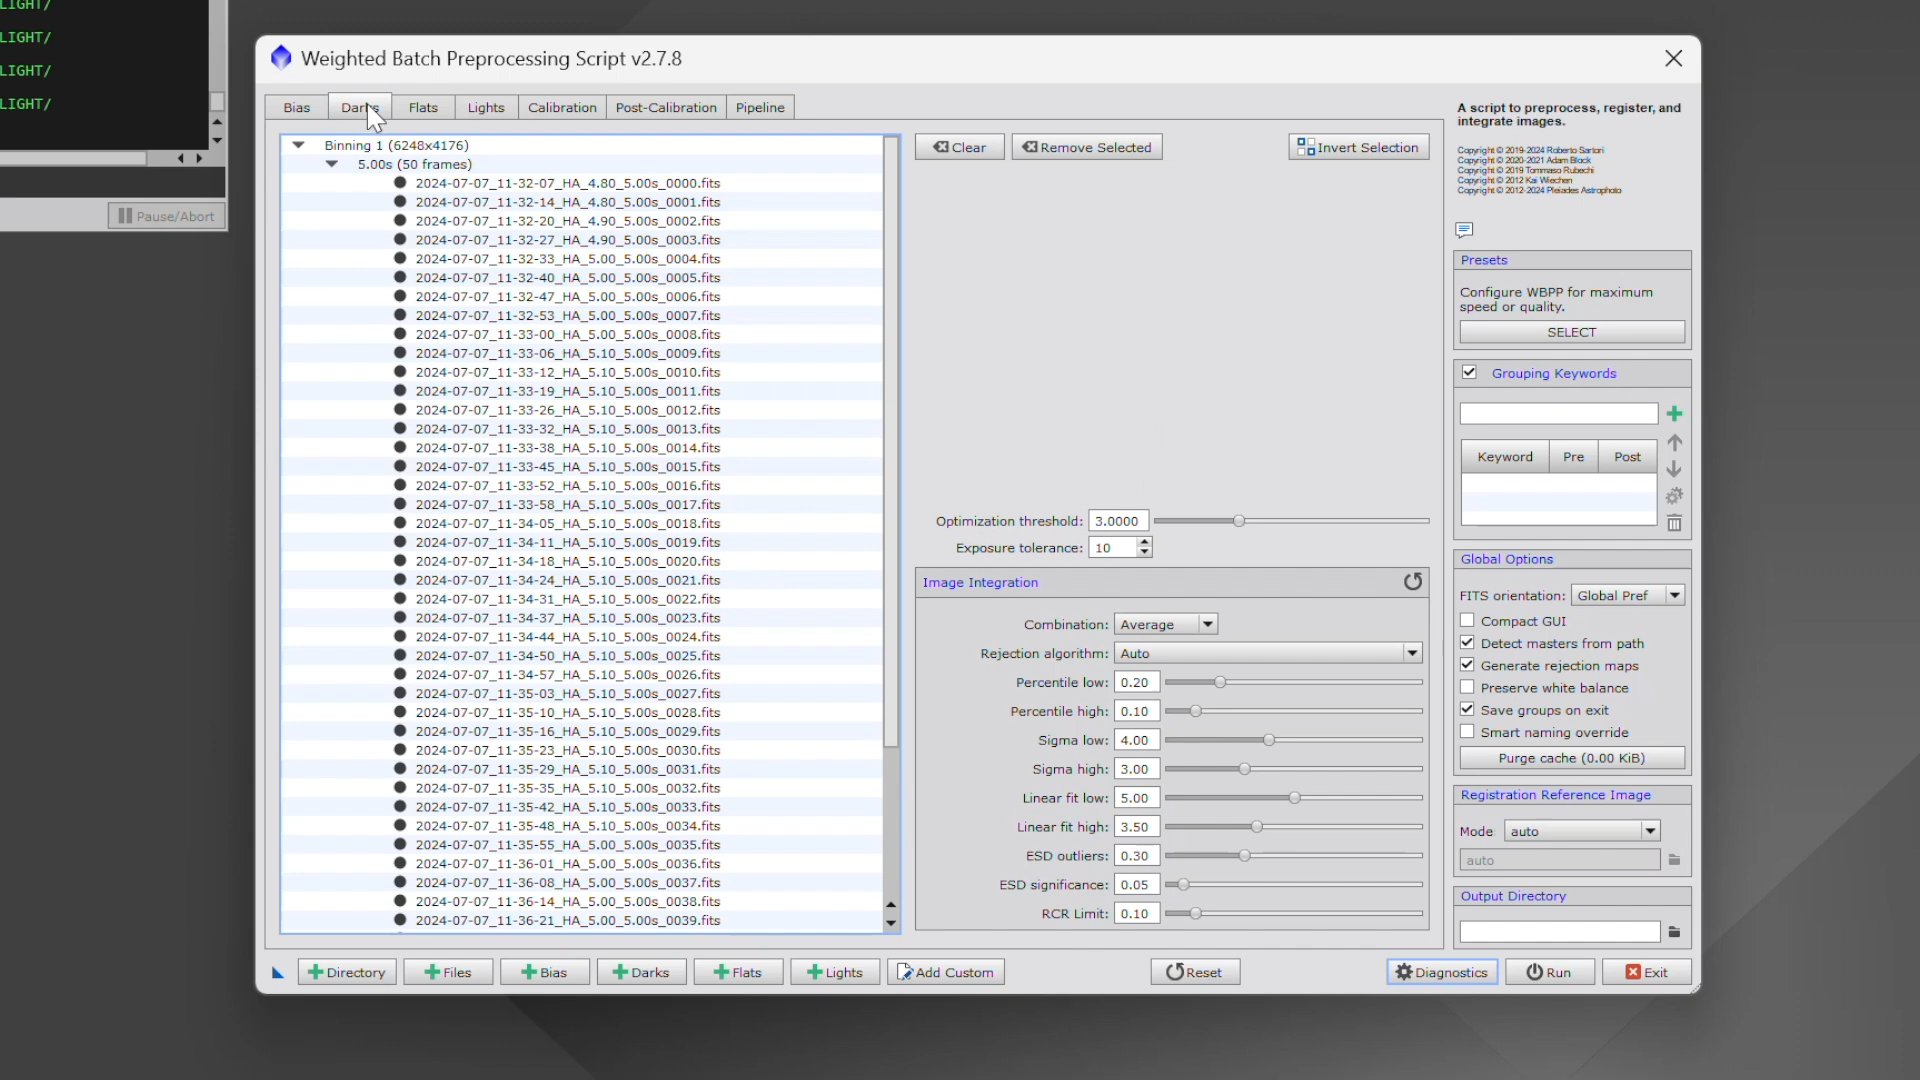 LIGHT/
LIGHT/
LIGHT/
LIGHT/
Pause/Abort
Weighted Batch Preprocessing Script v2.7.8
Bias
Darks
Flats
Lights
Calibration
Post-Calibration
Pipeline
Binning 1 (6248x4176)
5.00s (50 frames)
2024-07-07_11-32-07_HA_4.80_5.00s_0000.fits
2024-07-07_11-32-14_HA_4.80_5.00s_0001.fits
2024-07-07_11-32-20_HA_4.90_5.00s_0002.fits
2024-07-07_11-32-27_HA_4.90_5.00s_0003.fits
2024-07-07_11-32-33_HA_5.00_5.00s_0004.fits
2024-07-07_11-32-40_HA_5.00_5.00s_0005.fits
2024-07-07_11-32-47_HA_5.00_5.00s_0006.fits
2024-07-07_11-32-53_HA_5.00_5.00s_0007.fits
2024-07-07_11-33-00_HA_5.00_5.00s_0008.fits
2024-07-07_11-33-06_HA_5.10_5.00s_0009.fits
2024-07-07_11-33-12_HA_5.10_5.00s_0010.fits
2024-07-07_11-33-19_HA_5.10_5.00s_0011.fits
2024-07-07_11-33-26_HA_5.10_5.00s_0012.fits
2024-07-07_11-33-32_HA_5.10_5.00s_0013.fits
2024-07-07_11-33-38_HA_5.10_5.00s_0014.fits
2024-07-07_11-33-45_HA_5.10_5.00s_0015.fits
2024-07-07_11-33-52_HA_5.10_5.00s_0016.fits
2024-07-07_11-33-58_HA_5.10_5.00s_0017.fits
2024-07-07_11-34-05_HA_5.10_5.00s_0018.fits
2024-07-07_11-34-11_HA_5.10_5.00s_0019.fits
2024-07-07_11-34-18_HA_5.10_5.00s_0020.fits
2024-07-07_11-34-24_HA_5.10_5.00s_0021.fits
2024-07-07_11-34-31_HA_5.10_5.00s_0022.fits
2024-07-07_11-34-37_HA_5.10_5.00s_0023.fits
2024-07-07_11-34-44_HA_5.10_5.00s_0024.fits
2024-07-07_11-34-50_HA_5.10_5.00s_0025.fits
2024-07-07_11-34-57_HA_5.10_5.00s_0026.fits
2024-07-07_11-35-03_HA_5.10_5.00s_0027.fits
2024-07-07_11-35-10_HA_5.10_5.00s_0028.fits
2024-07-07_11-35-16_HA_5.10_5.00s_0029.fits
2024-07-07_11-35-23_HA_5.10_5.00s_0030.fits
2024-07-07_11-35-29_HA_5.10_5.00s_0031.fits
2024-07-07_11-35-35_HA_5.10_5.00s_0032.fits
2024-07-07_11-35-42_HA_5.10_5.00s_0033.fits
2024-07-07_11-35-48_HA_5.10_5.00s_0034.fits
2024-07-07_11-35-55_HA_5.00_5.00s_0035.fits
2024-07-07_11-36-01_HA_5.00_5.00s_0036.fits
2024-07-07_11-36-08_HA_5.00_5.00s_0037.fits
2024-07-07_11-36-14_HA_5.00_5.00s_0038.fits
2024-07-07_11-36-21_HA_5.00_5.00s_0039.fits
Clear
Remove Selected
Invert Selection
Optimization threshold: 3.0000
Exposure tolerance: 10
Image Integration
Combination: Average
Rejection algorithm: Auto
Percentile low: 0.20
Percentile high: 0.10
Sigma low: 4.00
Sigma high: 3.00
Linear fit low: 5.00
Linear fit high: 3.50
ESD outliers: 0.30
ESD significance: 0.05
RCR Limit: 0.10
A script to preprocess, register, and
integrate images.
Copyright © 2019-2024 Roberto Sartori
Copyright © 2020-2021 Adam Block
Copyright © 2019 Tommaso Rubechi
Copyright © 2012 Kai Wiechen
Copyright © 2012-2024 Pleiades Astrophoto
Presets
Configure WBPP for maximum
speed or quality.
SELECT
Grouping Keywords
Keyword
Pre
Post
Global Options
FITS orientation: Global Pref
Compact GUI
Detect masters from path
Generate rejection maps
Preserve white balance
Save groups on exit
Smart naming override
Purge cache (0.00 KiB)
Registration Reference Image
Mode auto
auto
Output Directory
Directory
Files
Bias
Darks
Flats
Lights
Add Custom
Reset
Diagnostics
Run
Exit